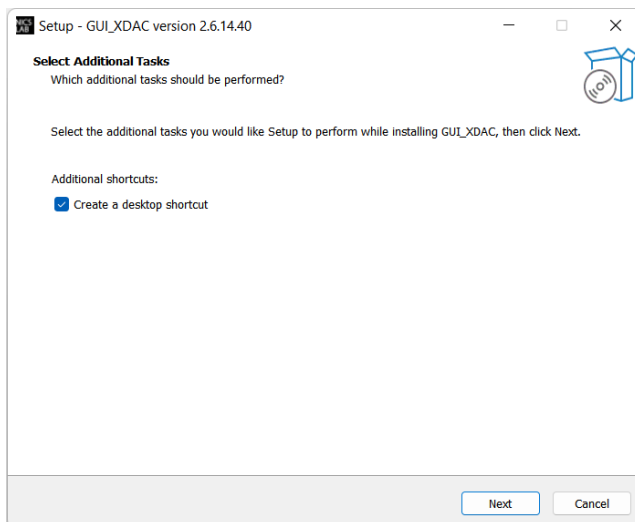 NICS
LAB
Setup - GUI_XDAC version 2.6.14.40
Select Additional Tasks
Which additional tasks should be performed?
Select the additional tasks you would like Setup to perform while installing GUI_XDAC, then click Next.
Additional shortcuts:
Create a desktop shortcut
Next
Cancel